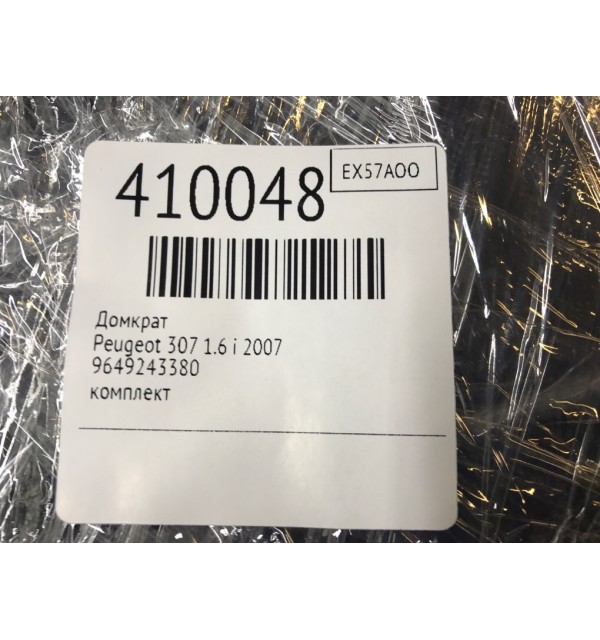 410048
EX57AOO
Домкрат
Peugeot 307 1.6 i 2007
9649243380
комплект